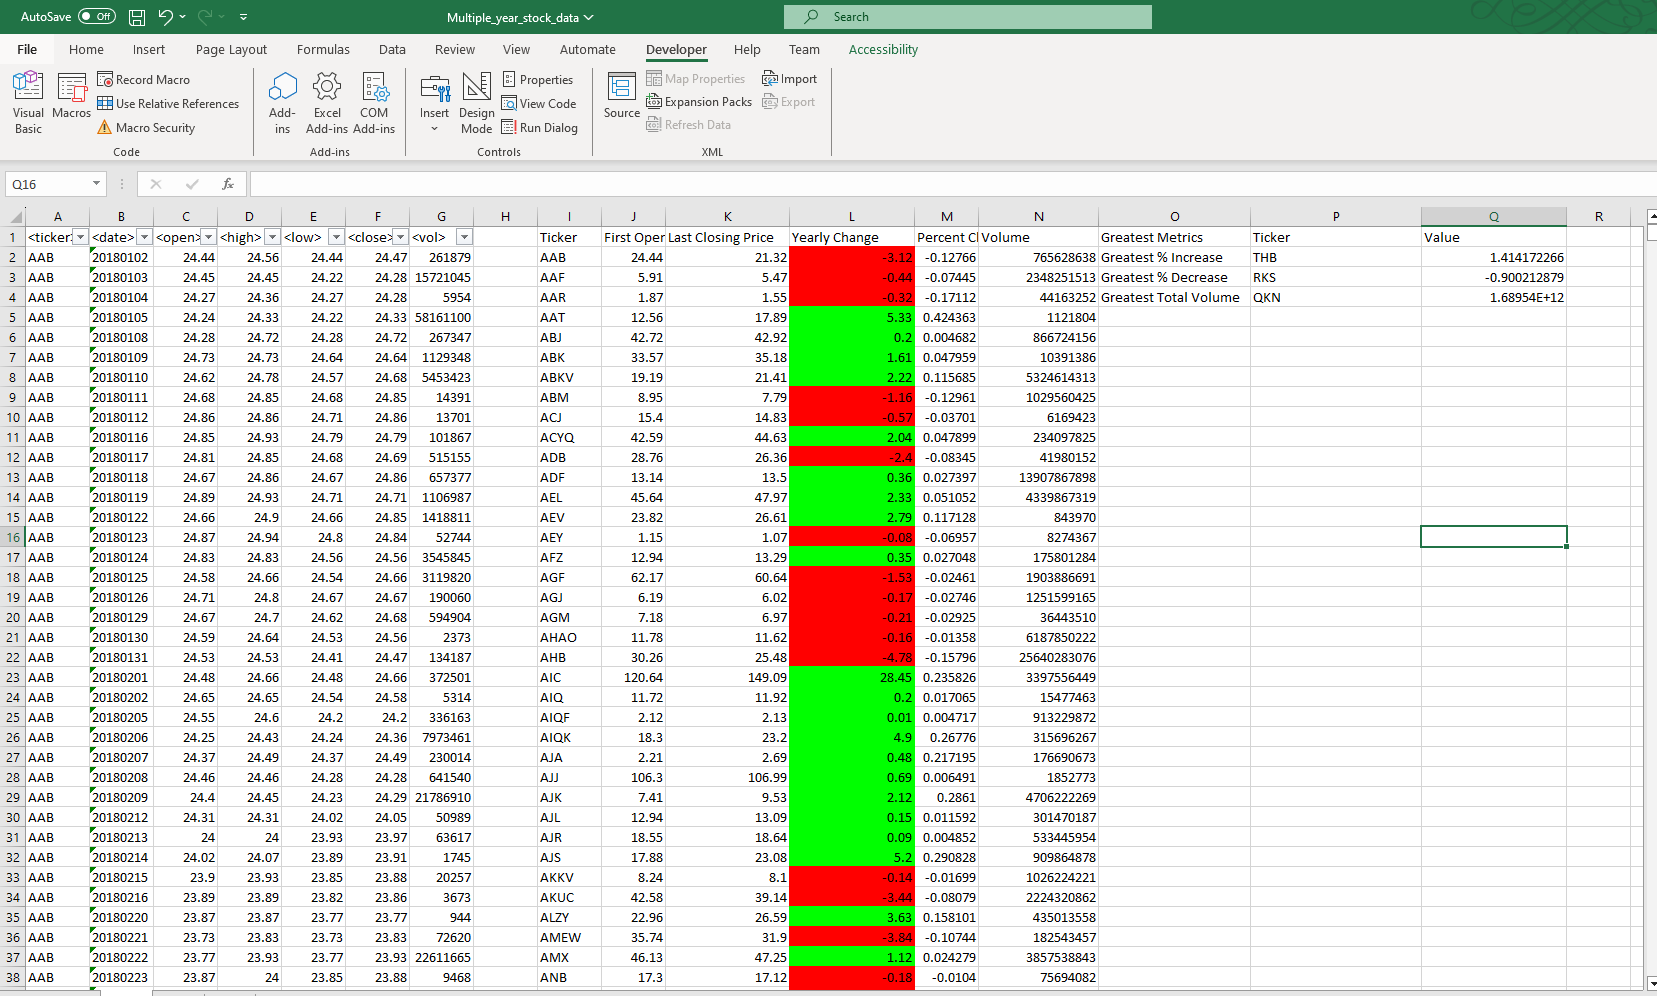 AutoSave Off Multiple_year_stock_data Search
File Home Insert Page Layout Formulas Data Review View Automate Developer Help Team Accessibility
Visual Basic Macros Record Macro Use Relative References Macro Security Code
Add-ins Excel Add-ins COM Add-ins Add-ins
Insert Design Mode Properties View Code Run Dialog Controls
Source Map Properties Expansion Packs Refresh Data Import Export XML
Q16 fx
A B C D E F G H I J K L M N O P Q R
1 <ticker <date> <open> <high> <low> <close> <vol> Ticker First Oper Last Closing Price Yearly Change Percent Cl Volume Greatest Metrics Ticker Value
2 AAB 20180102 24.44 24.56 24.44 24.47 261879 AAB 24.44 21.32 -3.12 -0.12766 765628638 Greatest % Increase THB 1.414172266
3 AAB 20180103 24.45 24.45 24.22 24.28 15721045 AAF 5.91 5.47 -0.44 -0.07445 2348251513 Greatest % Decrease RKS -0.900212879
4 AAB 20180104 24.27 24.36 24.27 24.28 5954 AAR 1.87 1.55 -0.32 -0.17112 44163252 Greatest Total Volume QKN 1.68954E+12
5 AAB 20180105 24.24 24.33 24.22 24.33 58161100 AAT 12.56 17.89 5.33 0.424363 1121804
6 AAB 20180108 24.28 24.72 24.28 24.72 267347 ABJ 42.72 42.92 0.2 0.004682 866724156
7 AAB 20180109 24.73 24.73 24.64 24.64 1129348 ABK 33.57 35.18 1.61 0.047959 10391386
8 AAB 20180110 24.62 24.78 24.57 24.68 5453423 ABKV 19.19 21.41 2.22 0.115685 5324614313
9 AAB 20180111 24.68 24.85 24.68 24.85 14391 ABM 8.95 7.79 -1.16 -0.12961 1029560425
10 AAB 20180112 24.86 24.86 24.71 24.86 13701 ACJ 15.4 14.83 -0.57 -0.03701 6169423
11 AAB 20180116 24.85 24.93 24.79 24.79 101867 ACYQ 42.59 44.63 2.04 0.047899 234097825
12 AAB 20180117 24.81 24.85 24.68 24.69 515155 ADB 28.76 26.36 -2.4 -0.08345 41980152
13 AAB 20180118 24.67 24.86 24.67 24.86 657377 ADF 13.14 13.5 0.36 0.027397 13907867898
14 AAB 20180119 24.89 24.93 24.71 24.71 1106987 AEL 45.64 47.97 2.33 0.051052 4339867319
15 AAB 20180122 24.66 24.9 24.66 24.85 1418811 AEV 23.82 26.61 2.79 0.117128 843970
16 AAB 20180123 24.87 24.94 24.8 24.84 52744 AEY 1.15 1.07 -0.08 -0.06957 8274367
17 AAB 20180124 24.83 24.83 24.56 24.56 3545845 AFZ 12.94 13.29 0.35 0.027048 175801284
18 AAB 20180125 24.58 24.66 24.54 24.66 3119820 AGF 62.17 60.64 -1.53 -0.02461 1903886691
19 AAB 20180126 24.71 24.8 24.67 24.67 190060 AGJ 6.19 6.02 -0.17 -0.02746 1251599165
20 AAB 20180129 24.67 24.7 24.62 24.68 594904 AGM 7.18 6.97 -0.21 -0.02925 36443510
21 AAB 20180130 24.59 24.64 24.53 24.56 2373 AHAO 11.78 11.62 -0.16 -0.01358 6187850222
22 AAB 20180131 24.53 24.53 24.41 24.47 134187 AHB 30.26 25.48 -4.78 -0.15796 25640283076
23 AAB 20180201 24.48 24.66 24.48 24.66 372501 AIC 120.64 149.09 28.45 0.235826 3397556449
24 AAB 20180202 24.65 24.65 24.54 24.58 5314 AIQ 11.72 11.92 0.2 0.017065 15477463
25 AAB 20180205 24.55 24.6 24.2 24.2 336163 AIQF 2.12 2.13 0.01 0.004717 913229872
26 AAB 20180206 24.25 24.43 24.24 24.36 7973461 AIQK 18.3 23.2 4.9 0.26776 315696267
27 AAB 20180207 24.37 24.49 24.37 24.49 230014 AJA 2.21 2.69 0.48 0.217195 176690673
28 AAB 20180208 24.46 24.46 24.28 24.28 641540 AJJ 106.3 106.99 0.69 0.006491 1852773
29 AAB 20180209 24.4 24.45 24.23 24.29 21786910 AJK 7.41 9.53 2.12 0.2861 4706222269
30 AAB 20180212 24.31 24.31 24.02 24.05 50989 AJL 12.94 13.09 0.15 0.011592 301470187
31 AAB 20180213 24 24 23.93 23.97 63617 AJR 18.55 18.64 0.09 0.004852 533445954
32 AAB 20180214 24.02 24.07 23.89 23.91 1745 AJS 17.88 23.08 5.2 0.290828 909864878
33 AAB 20180215 23.9 23.93 23.85 23.88 20257 AKKV 8.24 8.1 -0.14 -0.01699 1026224221
34 AAB 20180216 23.89 23.89 23.82 23.86 3673 AKUC 42.58 39.14 -3.44 -0.08079 2224320862
35 AAB 20180220 23.87 23.87 23.77 23.77 944 ALZY 22.96 26.59 3.63 0.158101 435013558
36 AAB 20180221 23.73 23.83 23.73 23.83 72620 AMEW 35.74 31.9 -3.84 -0.10744 182543457
37 AAB 20180222 23.77 23.93 23.77 23.93 22611665 AMX 46.13 47.25 1.12 0.024279 3857538843
38 AAB 20180223 23.87 24 23.85 23.88 9468 ANB 17.3 17.12 -0.18 -0.0104 75694082